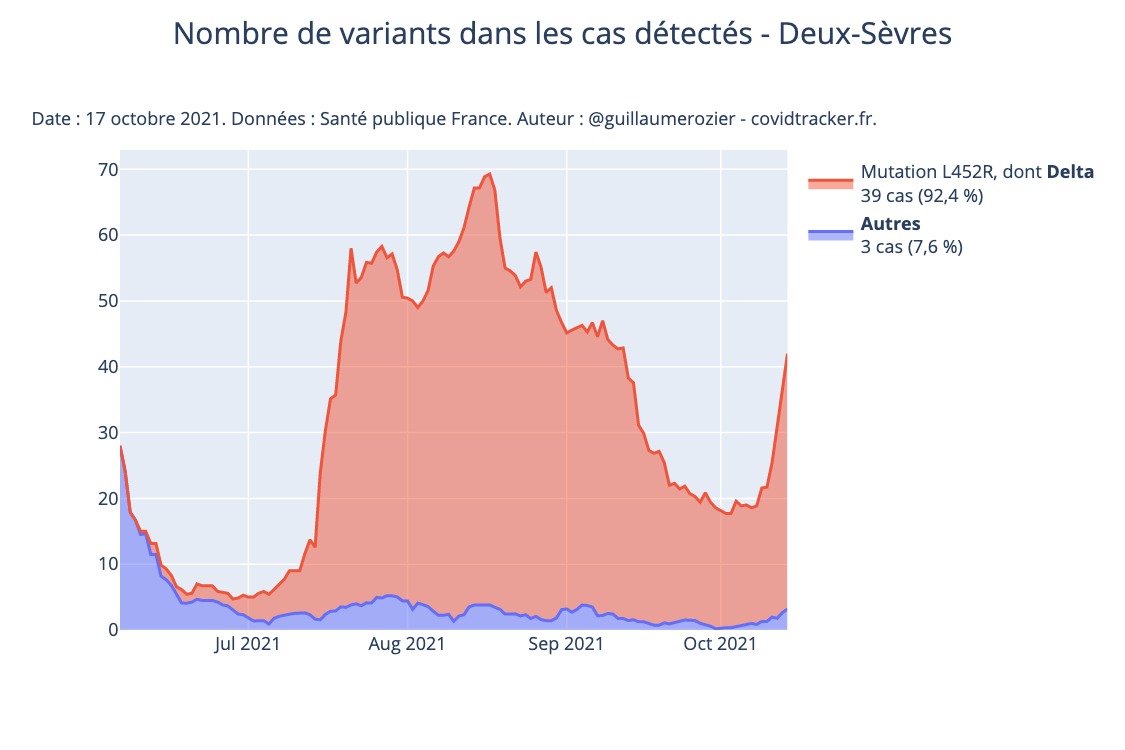 Nombre de variants dans les cas détectés - Deux-Sèvres
Date : 17 octobre 2021. Données : Santé publique France. Auteur : @guillaumerozier - covidtracker.fr.
70
60
50
40
30
20
10
0
Jul 2021
Aug 2021
Sep 2021
Oct 2021
Mutation L452R, dont Delta
39 cas (92,4 %)
Autres
3 cas (7,6 %)